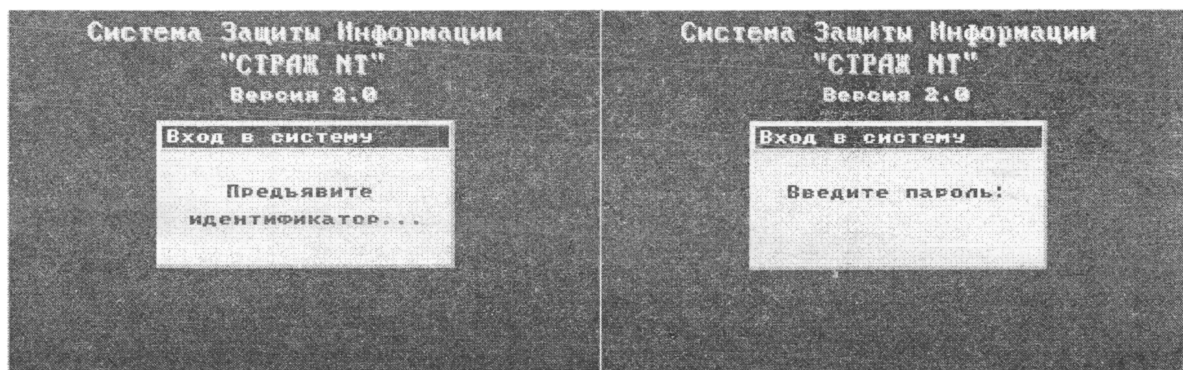 Система Защиты Информации
"СТРАЖ NT"
Версия 2.0
Вход в систему
Предъявите
идентификатор...
Система Защиты Информации
"СТРАЖ NT"
Версия 2.0
Вход в систему
Введите пароль: